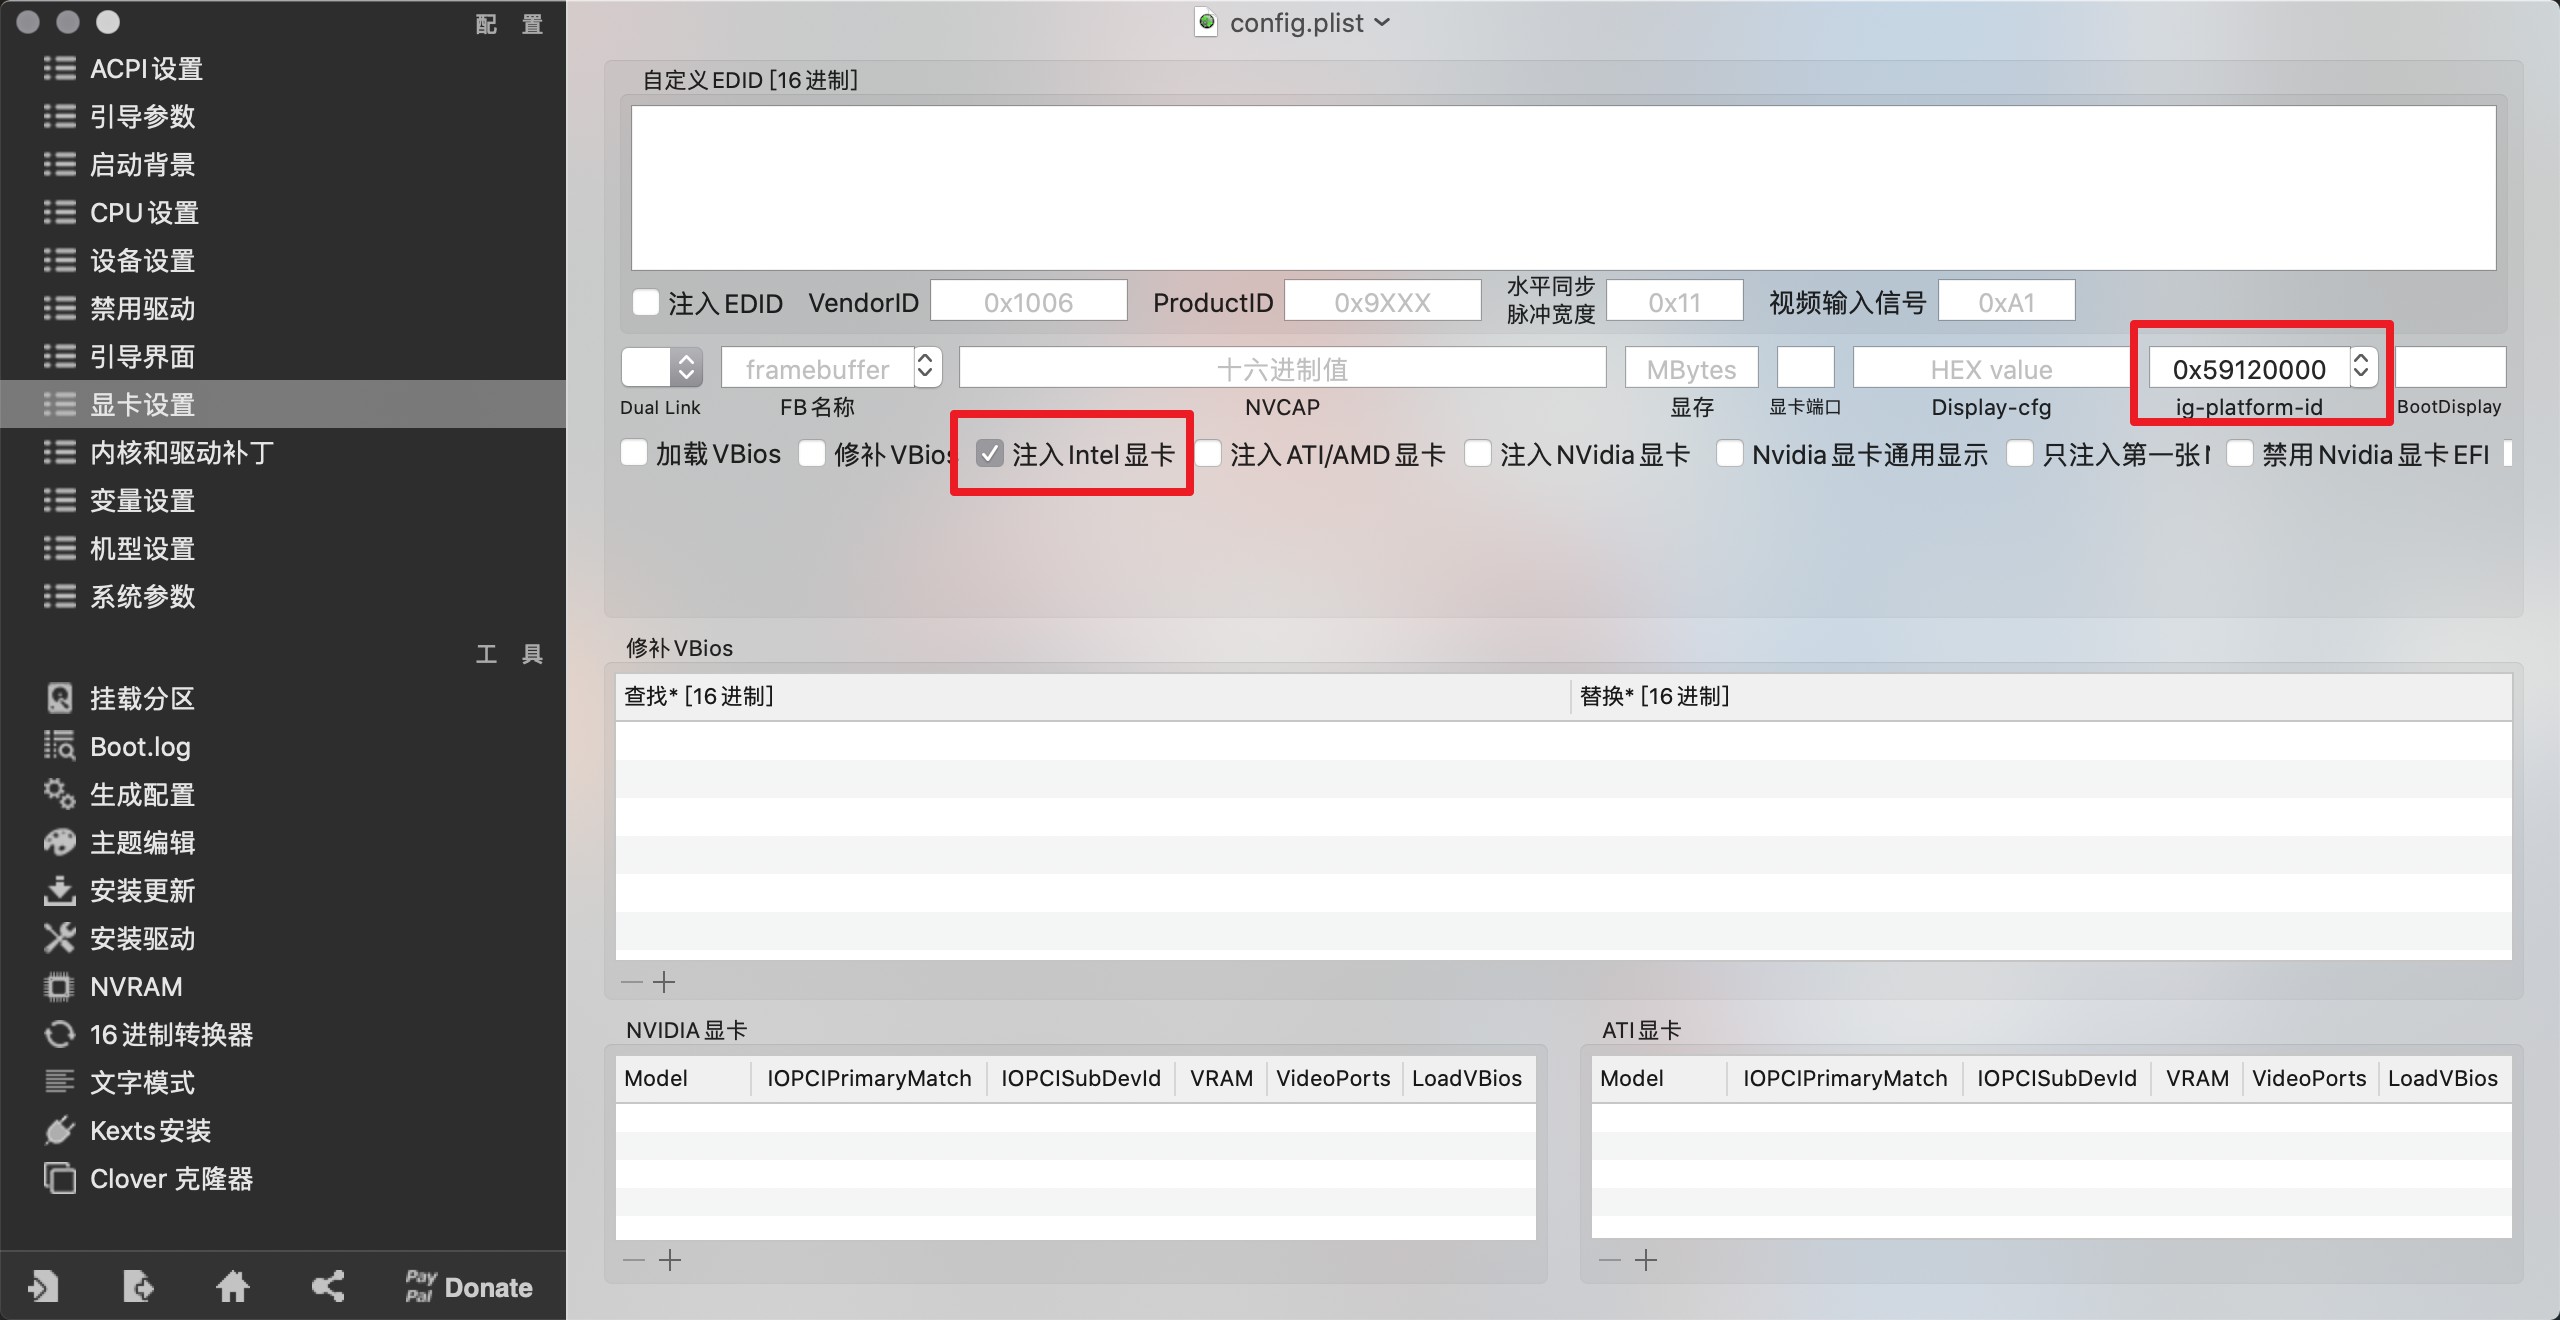 配 置
ACPI设置
引导参数
启动背景
CPU设置
设备设置
禁用驱动
引导界面
显卡设置
内核和驱动补丁
变量设置
机型设置
系统参数
工 具
挂载分区
Boot.log
生成配置
主题编辑
安装更新
安装驱动
NVRAM
16进制转换器
文字模式
Kexts安装
Clover 克隆器
Pay Pal Donate
config.plist
自定义EDID [16进制]
注入EDID VendorID 0x1006 ProductID 0x9XXX 水平同步脉冲宽度 0x11 视频输入信号 0xA1
framebuffer 十六进制值 MBytes HEX value 0x59120000
Dual Link FB名称 NVCAP 显存 显卡端口 Display-cfg ig-platform-id BootDisplay
加载VBios 修补VBios 注入Intel显卡 注入ATI/AMD显卡 注入NVidia显卡 Nvidia显卡通用显示 只注入第一张 禁用Nvidia显卡EFI
修补VBios
查找* [16进制] 替换* [16进制]
NVIDIA显卡
Model IOPCIPrimaryMatch IOPCISubDevId VRAM VideoPorts LoadVBios
ATI显卡
Model IOPCIPrimaryMatch IOPCISubDevId VRAM VideoPorts LoadVBios